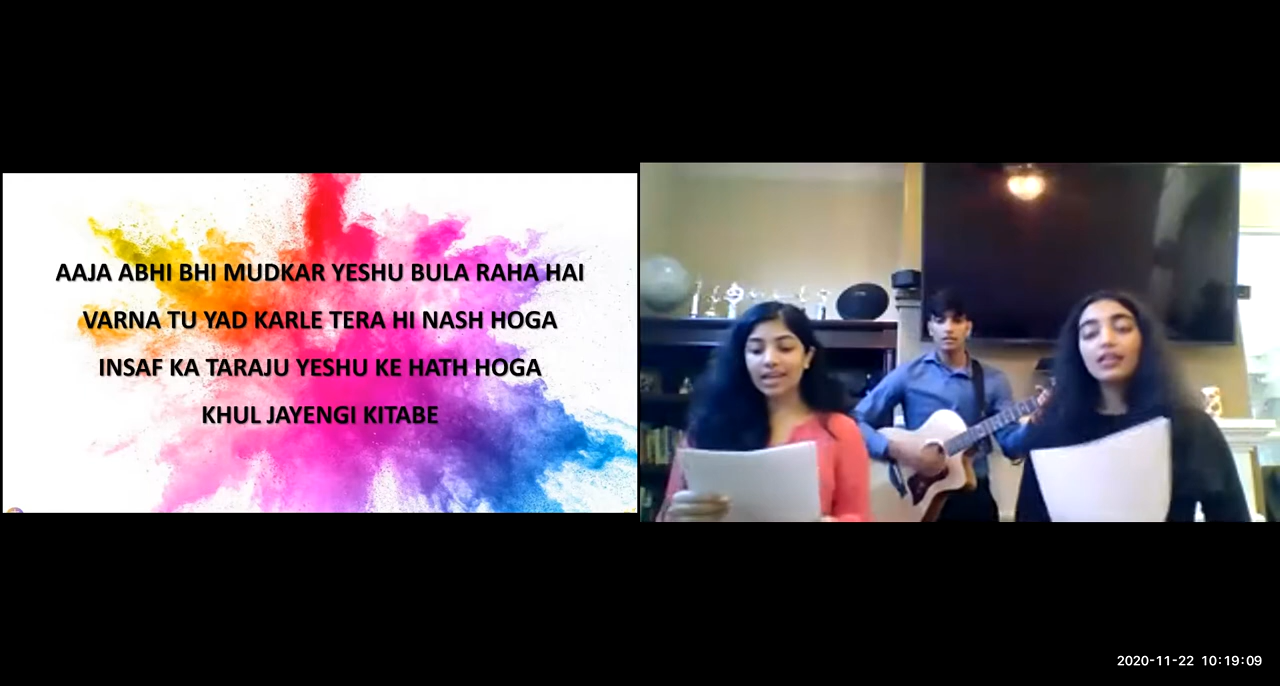 AAJA ABHI BHI MUDKAR YESHU BULA RAHA HAI
VARNA TU YAD KARLE TERA HI NASH HOGA
INSAF KA TARAJU YESHU KE HATH HOGA
KHUL JAYENGI KITABE
2020-11-22 10:19:09